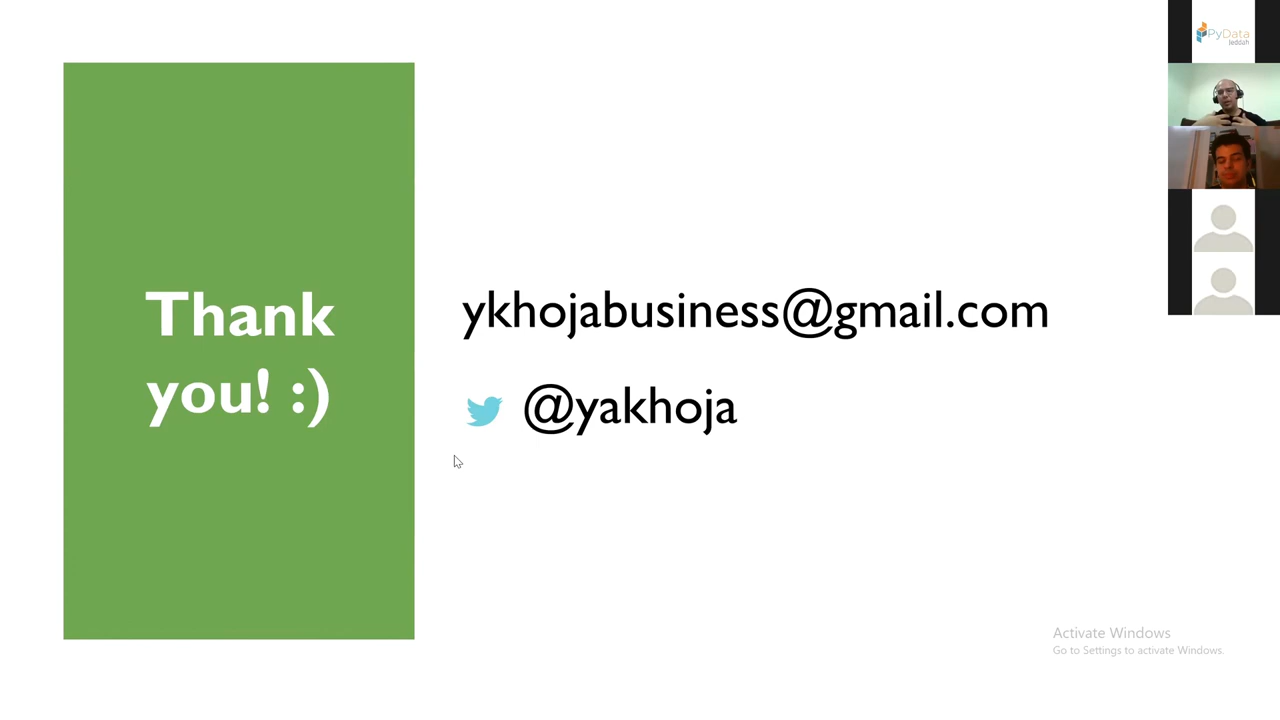 PyData
Jeddah
Thank
you! :)
ykhojabusiness@gmail.com
@yakhoja
Activate Windows
Go to Settings to activate Windows.